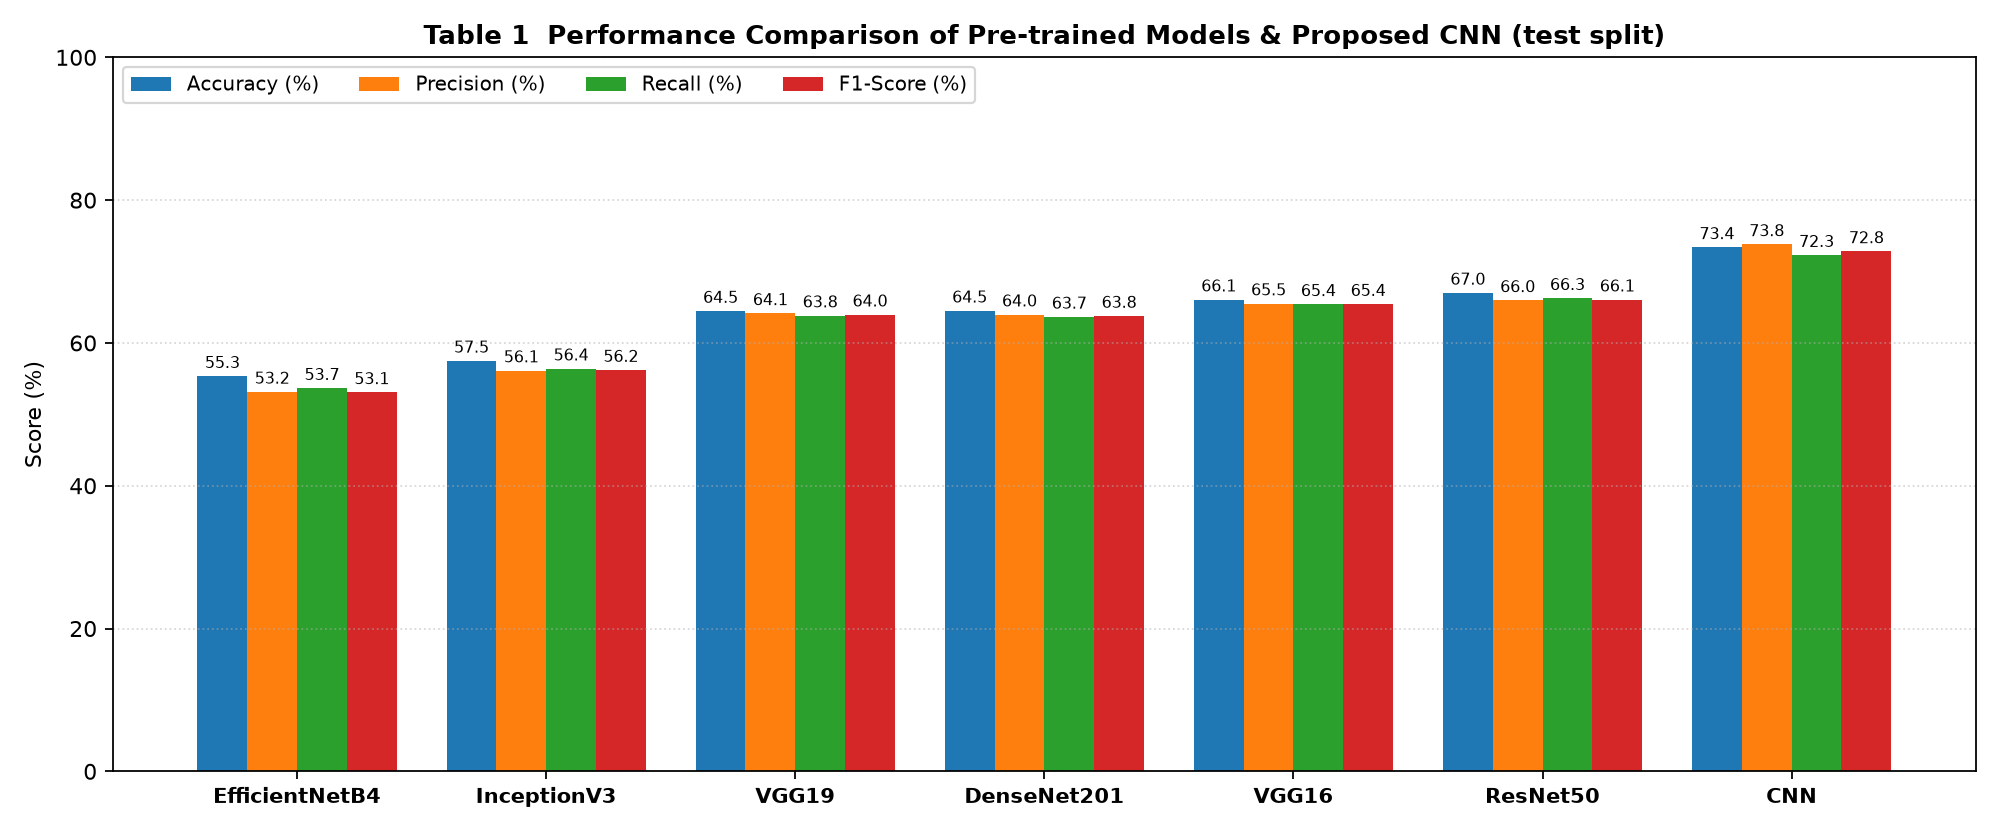 Table 1  Performance Comparison of Pre-trained Models & Proposed CNN (test split)
Accuracy (%) Precision (%) Recall (%) F1-Score (%)
Score (%)
100
80
60
40
20
0
55.3 53.2 53.7 53.1
57.5 56.1 56.4 56.2
64.5 64.1 63.8 64.0
64.5 64.0 63.7 63.8
66.1 65.5 65.4 65.4
67.0 66.0 66.3 66.1
73.4 73.8 72.3 72.8
EfficientNetB4 InceptionV3 VGG19 DenseNet201 VGG16 ResNet50 CNN